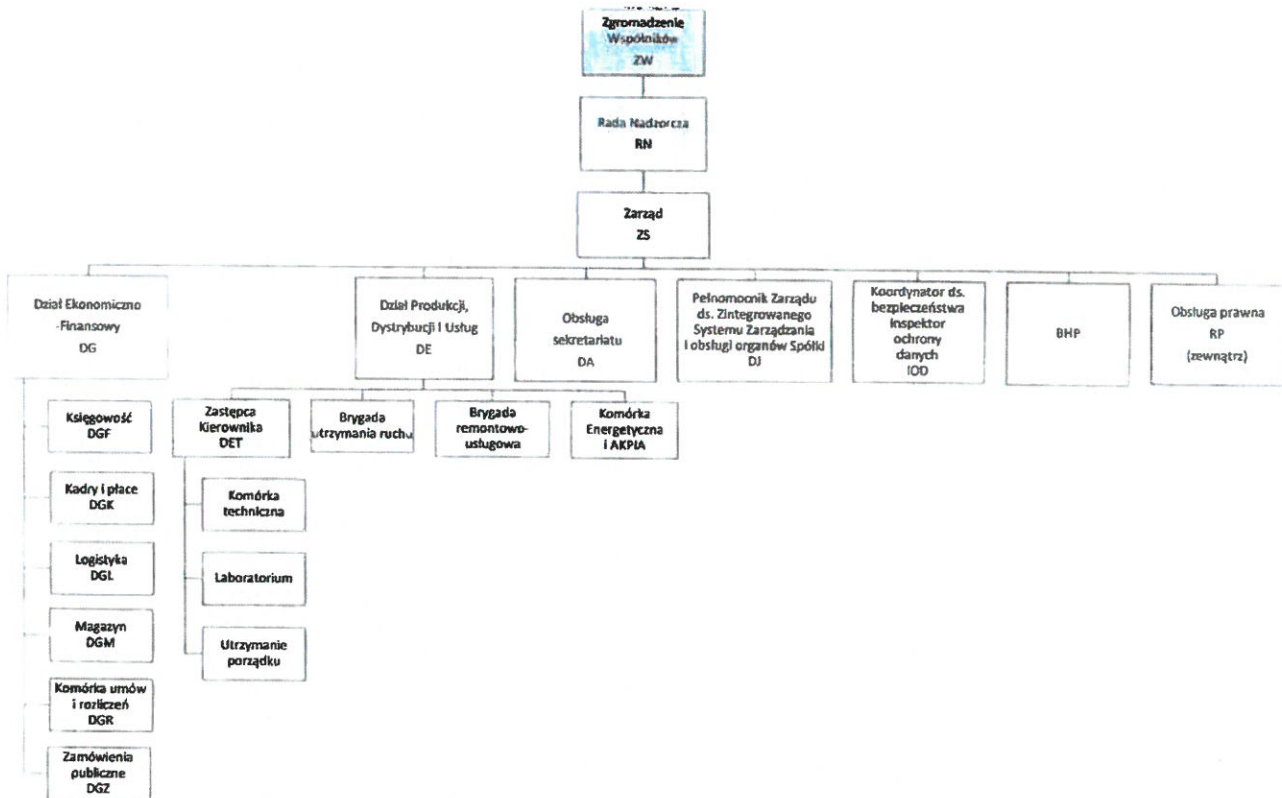 Zgromadzenie
Wspólników
ZW
Rada Nadzorcza
RN
Zarząd
ZS
Dział Ekonomiczno
-Finansowy
DG
Dział Produkcji,
Dystrybucji I Usług
DE
Obsługa
sekretariatu
DA
Pełnomocnik Zarządu
ds. Zintegrowanego
Systemu Zarządzania
i obsługi organów Spółki
DJ
Koordynator ds.
bezpieczeństwa
inspektor
ochrony
danych
IOD
BHP
Obsługa prawna
RP
(zewnątrz)
Księgowość
DGF
Zastępca
Kierownika
DET
Brygada
utrzymania ruchu
Brygada
remontowo-
usługowa
Komórka
Energetyczna
i AKPIA
Kadry i płace
DGK
Komórka
techniczna
Logistyka
DGL
Laboratorium
Magazyn
DGM
Utrzymanie
porządku
Komórka umów
i rozliczeń
DGR
Zamówienia
publiczne
DGZ